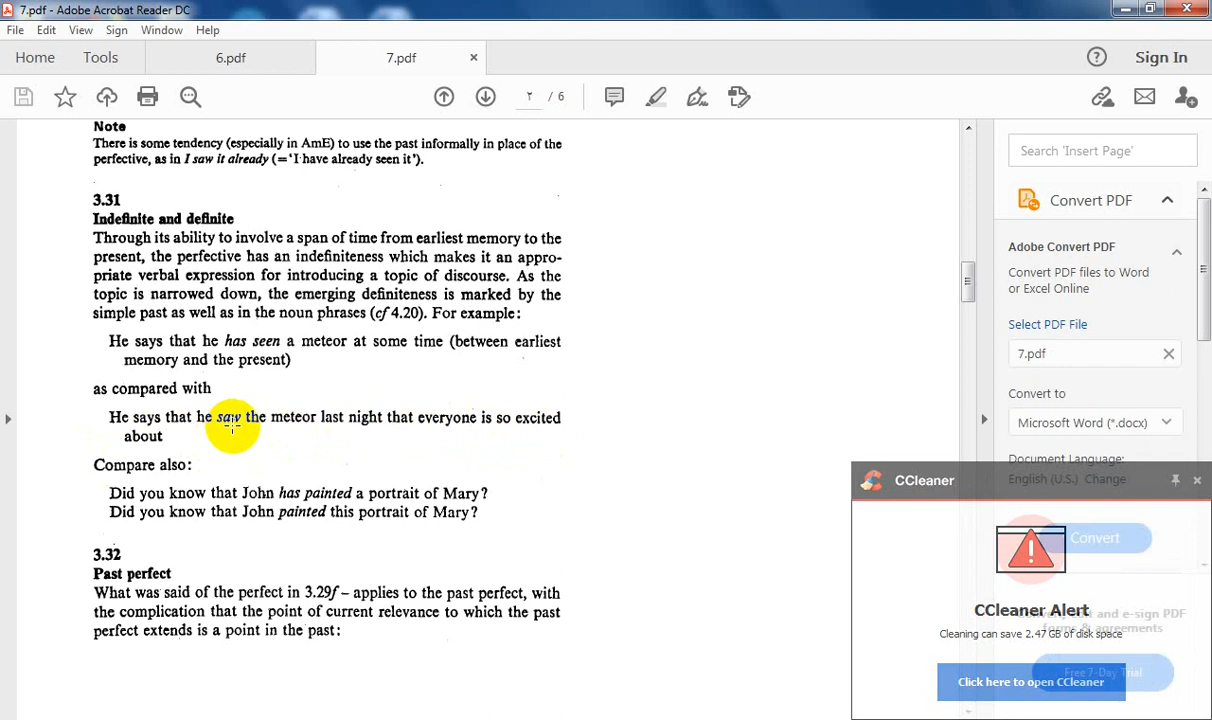 7.pdf - Adobe Acrobat Reader DC
File Edit View Sign Window Help
Home Tools 6.pdf 7.pdf × Sign In
٢ / 6
Note
There is some tendency (especially in AmE) to use the past informally in place of the
perfective, as in I saw it already (='I have already seen it').
3.31
Indefinite and definite
Through its ability to involve a span of time from earliest memory to the
present, the perfective has an indefiniteness which makes it an appro-
priate verbal expression for introducing a topic of discourse. As the
topic is narrowed down, the emerging definiteness is marked by the
simple past as well as in the noun phrases (cf 4.20). For example:
He says that he has seen a meteor at some time (between earliest
memory and the present)
as compared with
He says that he saw the meteor last night that everyone is so excited
about
Compare also:
Did you know that John has painted a portrait of Mary?
Did you know that John painted this portrait of Mary?
3.32
Past perfect
What was said of the perfect in 3.29f – applies to the past perfect, with
the complication that the point of current relevance to which the past
perfect extends is a point in the past:
Search 'Insert Page'
Convert PDF
Adobe Convert PDF
Convert PDF files to Word
or Excel Online
Select PDF File
7.pdf
Convert to
Microsoft Word (*.docx)
Document Language:
English (U.S.) Change
Convert
CCleaner
CCleaner Alert
Cleaning can save 2.47 GB of disk space
Click here to open CCleaner
edit and e-sign PDF
forms & agreements
Free 7-Day Trial